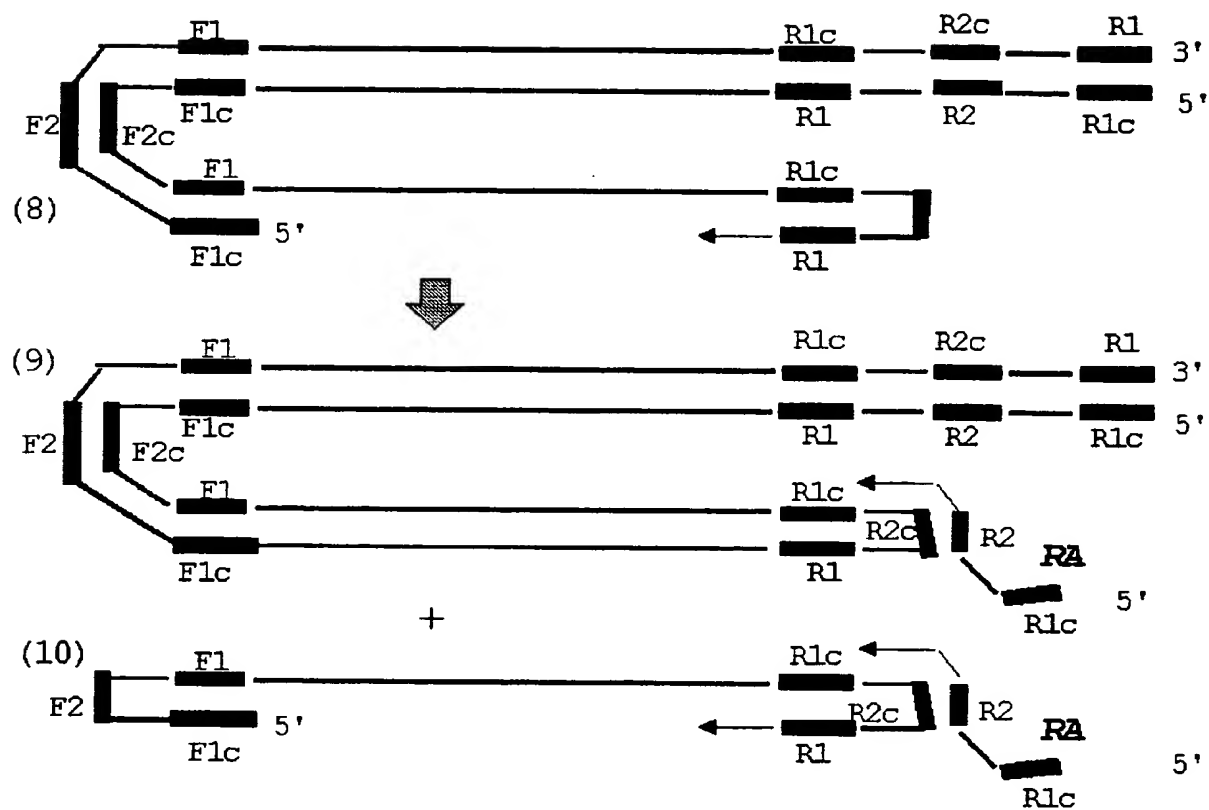 F1 R1c R2c R1 3'
F2 F2c F1c R1 R2 R1c 5'
F1 R1c
(8) 5'
F1c R1
(9) F1 R1c R2c R1 3'
F2 F2c F1c R1 R2 R1c 5'
F1 R1c R2c R2 RA
F1c R1 R1c 5'
+
(10) F1 R1c
F2 5' R2c R2 RA
F1c R1 R1c 5'